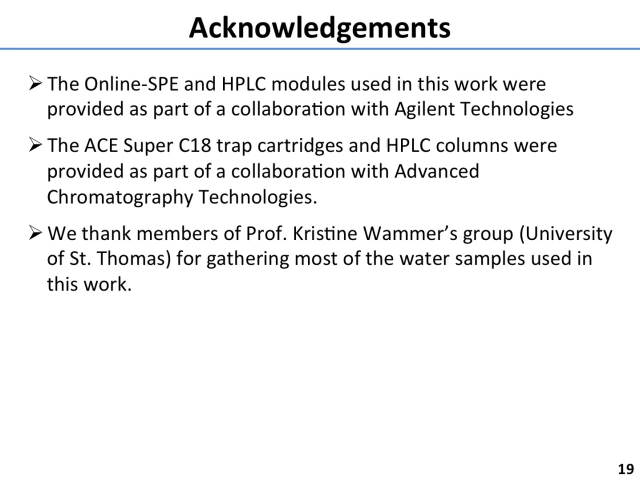 Acknowledgements
➢ The Online-SPE and HPLC modules used in this work were
provided as part of a collaboration with Agilent Technologies
➢ The ACE Super C18 trap cartridges and HPLC columns were
provided as part of a collaboration with Advanced
Chromatography Technologies.
➢ We thank members of Prof. Kristine Wammer’s group (University
of St. Thomas) for gathering most of the water samples used in
this work.
19